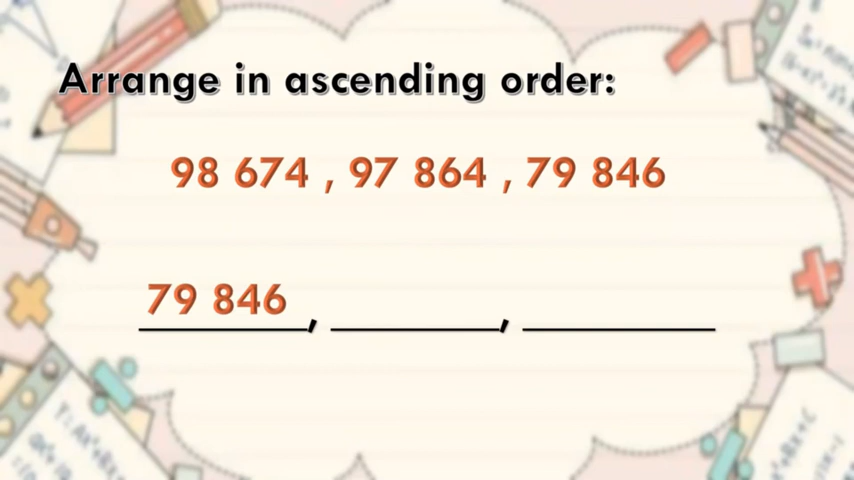 Arrange in ascending order:
98 674 , 97 864 , 79 846
79 846 , ________ , ________